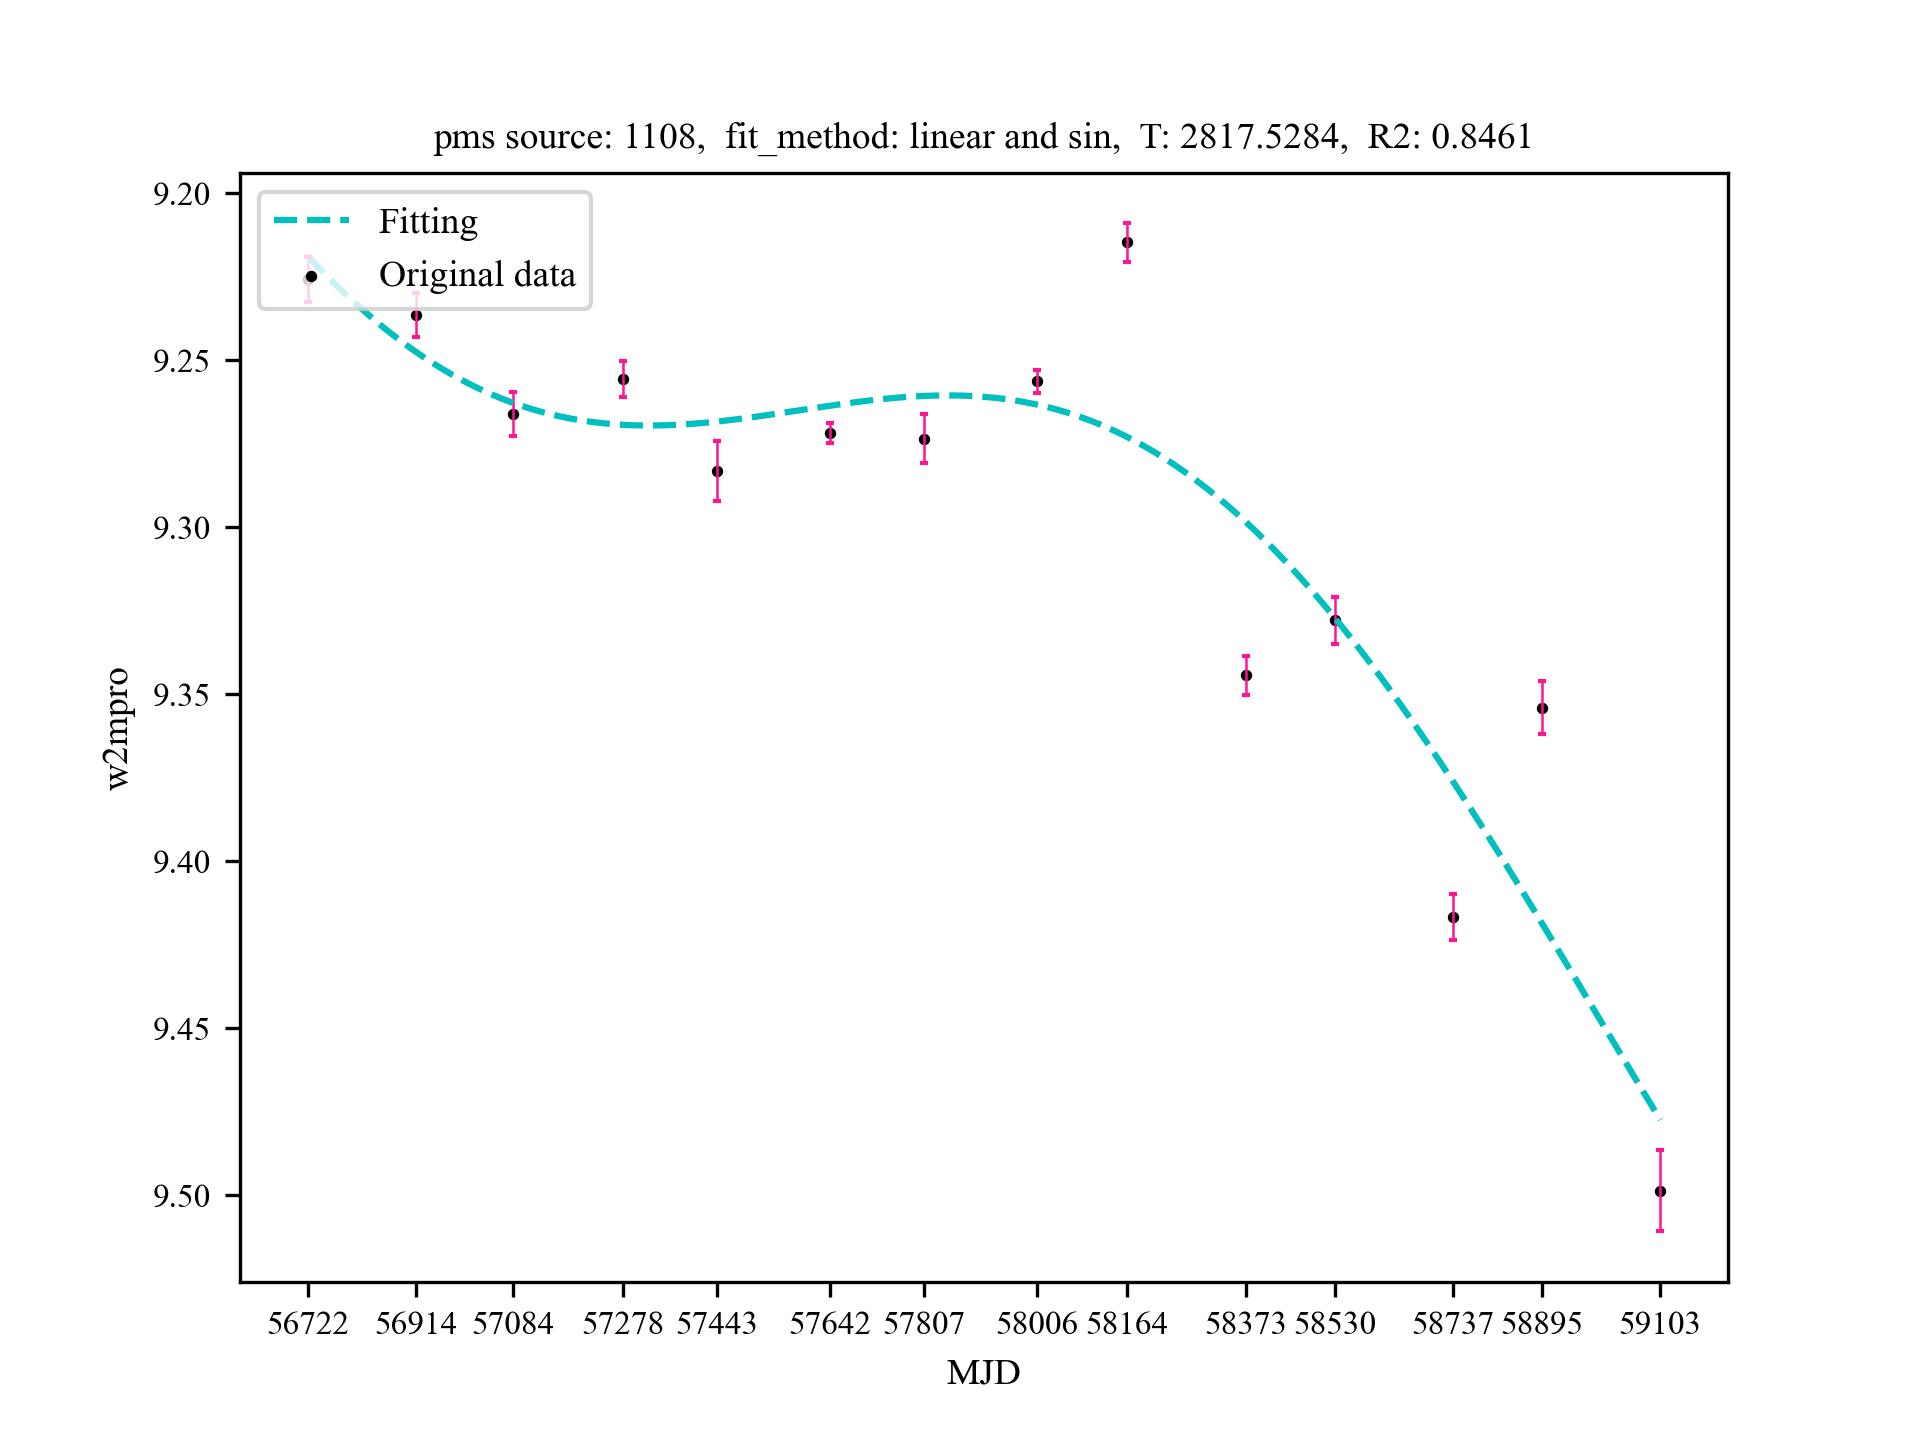 pms source: 1108,  fit_method: linear and sin,  T: 2817.5284,  R2: 0.8461
Fitting
Original data
9.20
9.25
9.30
9.35
9.40
9.45
9.50
w2mpro
56722 56914 57084 57278 57443 57642 57807 58006 58164 58373 58530 58737 58895 59103
MJD